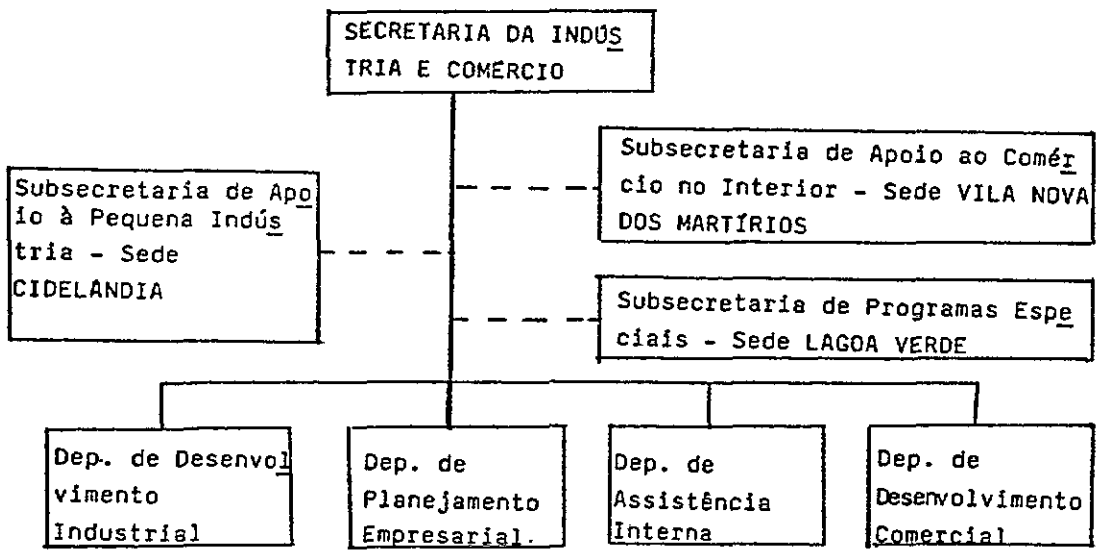 SECRETARIA DA INDÚS
TRIA E COMÉRCIO
Subsecretaria de Apoio ao Comér
cio no Interior - Sede VILA NOVA
DOS MARTÍRIOS
Subsecretaria de Apo
io à Pequena Indús
tria - Sede
CIDELANDIA
Subsecretaria de Programas Espe
ciais - Sede LAGOA VERDE
Dep. de Desenvol
vimento
Industrial
Dep. de
Planejamento
Empresarial.
Dep. de
Assistência
Interna
Dep. de
Desenvolvimento
Comercial